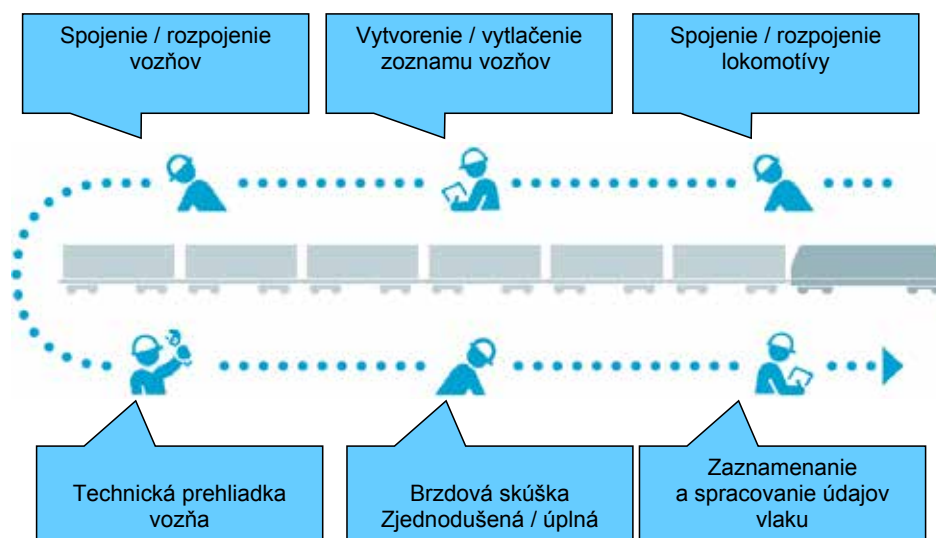 Spojenie / rozpojenie
vozňov
Vytvorenie / vytlačenie
zoznamu vozňov
Spojenie / rozpojenie
lokomotívy
Technická prehliadka
vozňa
Brzdová skúška
Zjednodušená / úplná
Zaznamenanie
a spracovanie údajov
vlaku